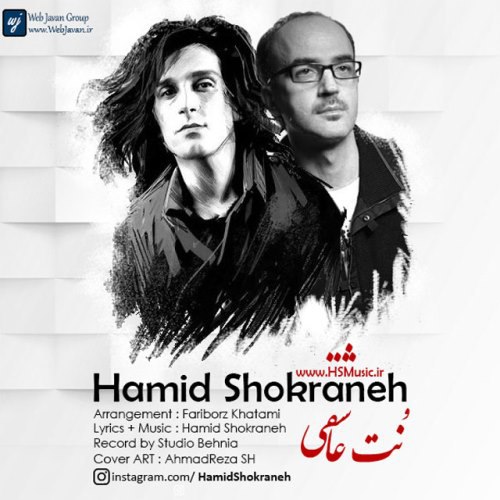 wj
Web Javan Group
www.WebJavan.ir
www.HSMusic.ir
Hamid Shokraneh
نُت عاشقی
Arrangement : Fariborz Khatami
Lyrics + Music : Hamid Shokraneh
Record by Studio Behnia
Cover ART : AhmadReza SH
instagram.com/ HamidShokraneh